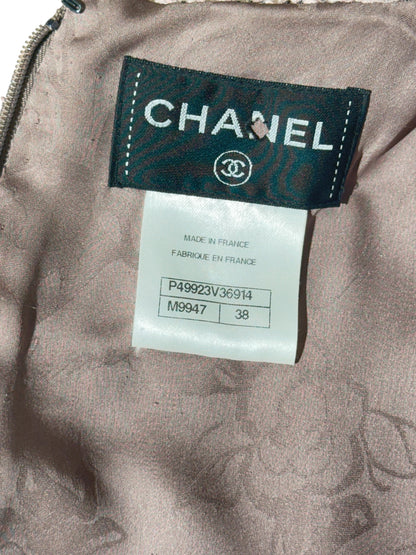 CHANEL
MADE IN FRANCE
FABRIQUE EN FRANCE
P49923V36914
M9947 38